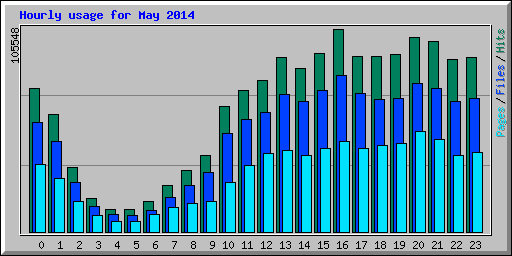 Hourly usage for May 2014
105548
Pages/Files/Hits
0 1 2 3 4 5 6 7 8 9 10 11 12 13 14 15 16 17 18 19 20 21 22 23